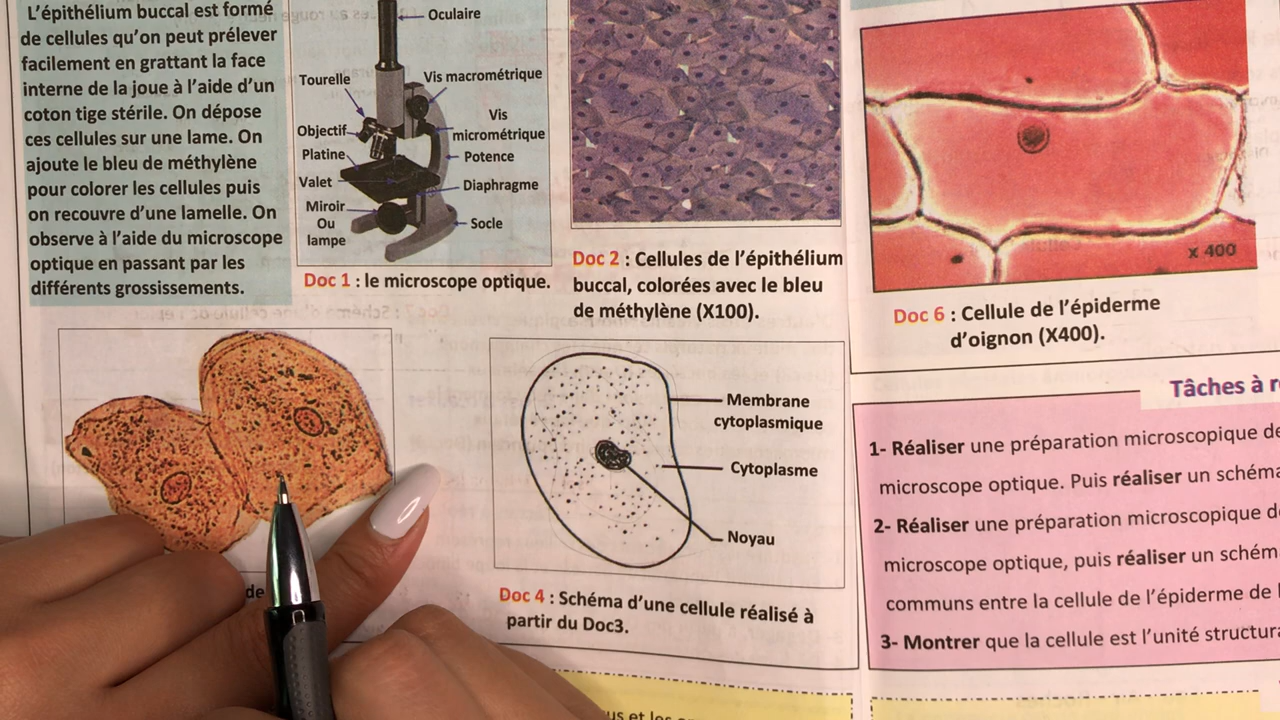 L'épithélium buccal est formé
de cellules qu'on peut prélever
facilement en grattant la face
interne de la joue à l'aide d'un
coton tige stérile. On dépose
ces cellules sur une lame. On
ajoute le bleu de méthylène
pour colorer les cellules puis
on recouvre d'une lamelle. On
observe à l'aide du microscope
optique en passant par les
différents grossissements.
Oculaire
Tourelle
Vis macrométrique
Vis
micrométrique
Objectif
Platine
Potence
Valet
Diaphragme
Miroir
Ou
lampe
Socle
Doc 1 : le microscope optique.
Doc 2 : Cellules de l'épithélium
buccal, colorées avec le bleu
de méthylène (X100).
x 400
Doc 6 : Cellule de l'épiderme
d'oignon (X400).
de
Membrane
cytoplasmique
Cytoplasme
Noyau
Doc 4 : Schéma d'une cellule réalisé à
partir du Doc3.
Tâches à r
1- Réaliser une préparation microscopique de
microscope optique. Puis réaliser un schéma
2- Réaliser une préparation microscopique d
microscope optique, puis réaliser un schém
communs entre la cellule de l'épiderme de l
3- Montrer que la cellule est l'unité structur
us et les